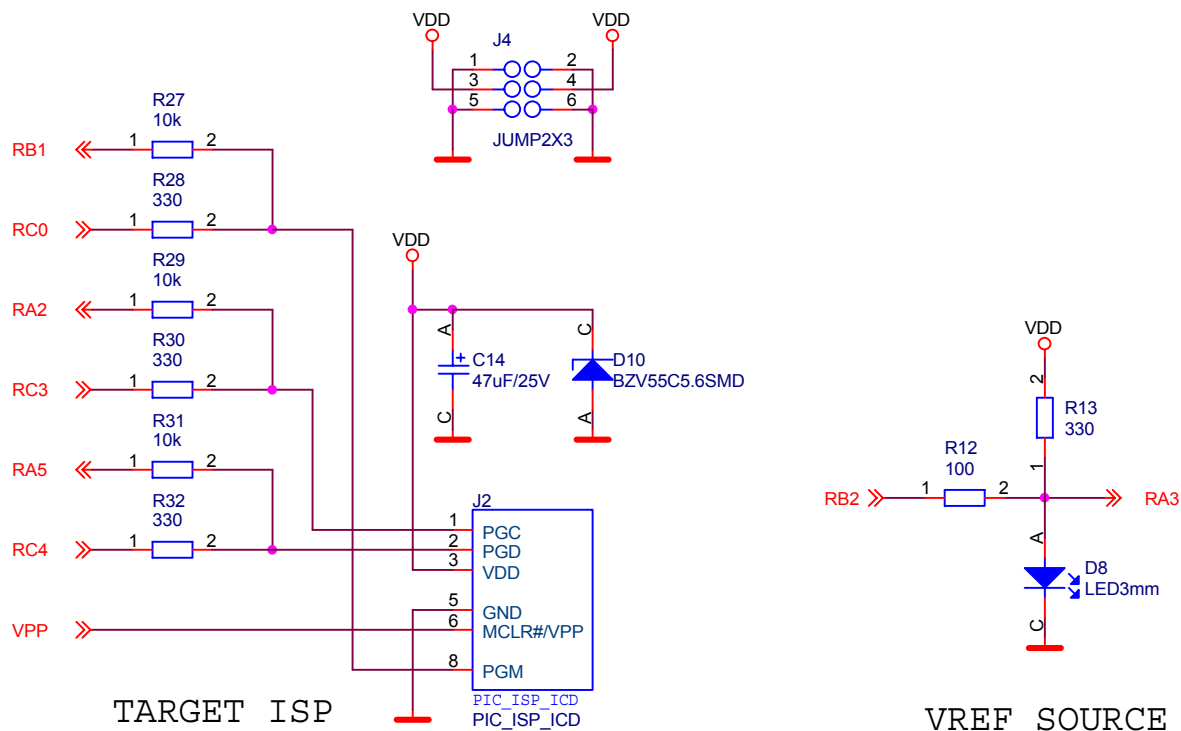 VDD VDD
J4
1 2
3 4
5 6
JUMP2X3
R27
10k
RB1 1 2
R28
330
RC0 1 2
R29
10k
RA2 1 2
R30
330
RC3 1 2
R31
10k
RA5 1 2
R32
330
RC4 1 2
VPP
VDD
A C
C14
47uF/25V
D10
BZV55C5.6SMD
C A
J2
1 PGC
2 PGD
3 VDD
5 GND
6 MCLR#/VPP
8 PGM
PIC_ISP_ICD
PIC_ISP_ICD
TARGET ISP
VDD
2
R13
330
1
R12
100
RB2 1 2 RA3
A
D8
LED3mm
C
VREF SOURCE